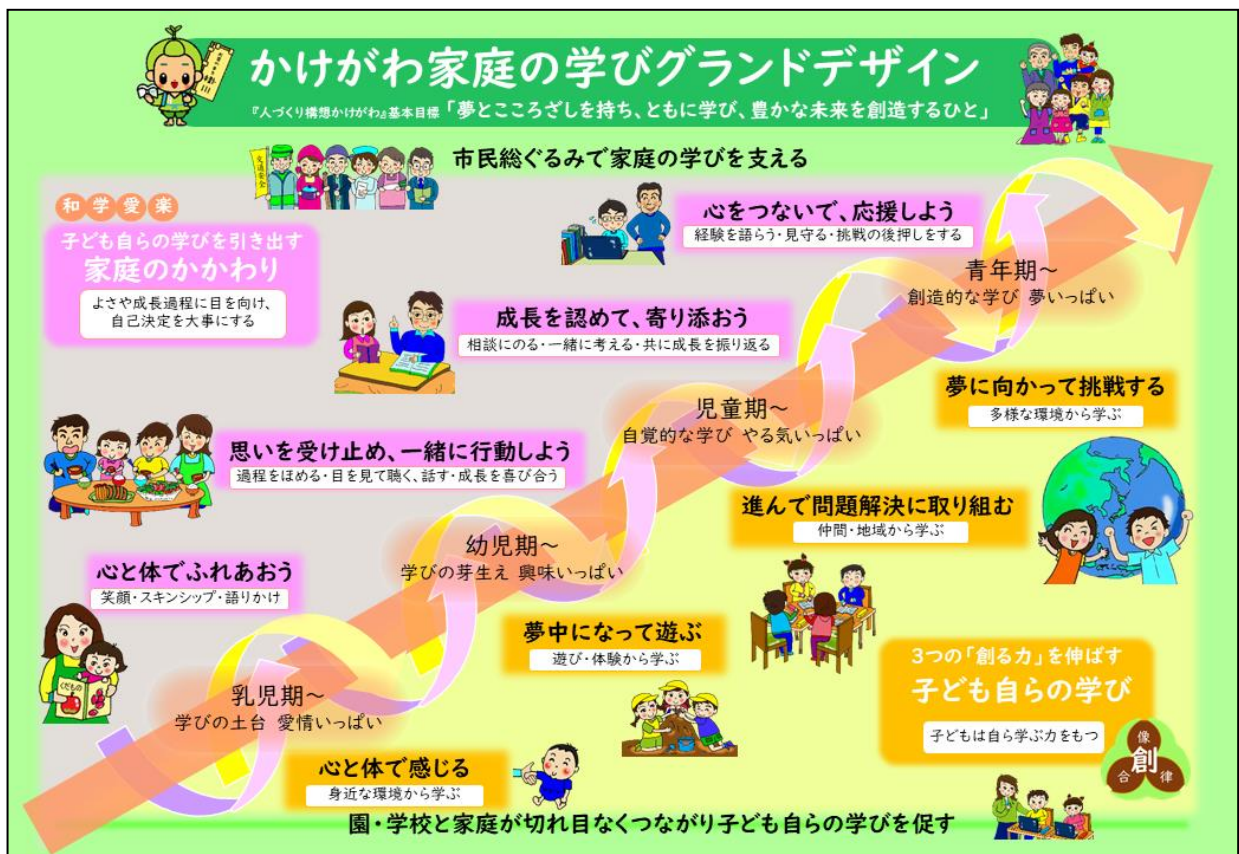 かけがわ家庭の学びグランドデザイン
『人づくり構想かけがわ』基本目標「夢とこころざしを持ち、ともに学び、豊かな未来を創造するひと」
市民総ぐるみで家庭の学びを支える
交通安全
和学愛楽
子ども自らの学びを引き出す
家庭のかかわり
よさや成長過程に目を向け、
自己決定を大事にする
心をつないで、応援しよう
経験を語らう・見守る・挑戦の後押しをする
青年期～
創造的な学び 夢いっぱい
成長を認めて、寄り添おう
相談にのる・一緒に考える・共に成長を振り返る
夢に向かって挑戦する
多様な環境から学ぶ
児童期～
自覚的な学び やる気いっぱい
思いを受け止め、一緒に行動しよう
過程をほめる・目を見て聴く、話す・成長を喜び合う
進んで問題解決に取り組む
仲間・地域から学ぶ
幼児期～
学びの芽生え 興味いっぱい
心と体でふれあおう
笑顔・スキンシップ・語りかけ
くだもの
夢中になって遊ぶ
遊び・体験から学ぶ
3つの「創る力」を伸ばす
子ども自らの学び
子どもは自ら学ぶ力をもつ
像
創
合 律
乳児期～
学びの土台 愛情いっぱい
心と体で感じる
身近な環境から学ぶ
園・学校と家庭が切れ目なくつながり子ども自らの学びを促す